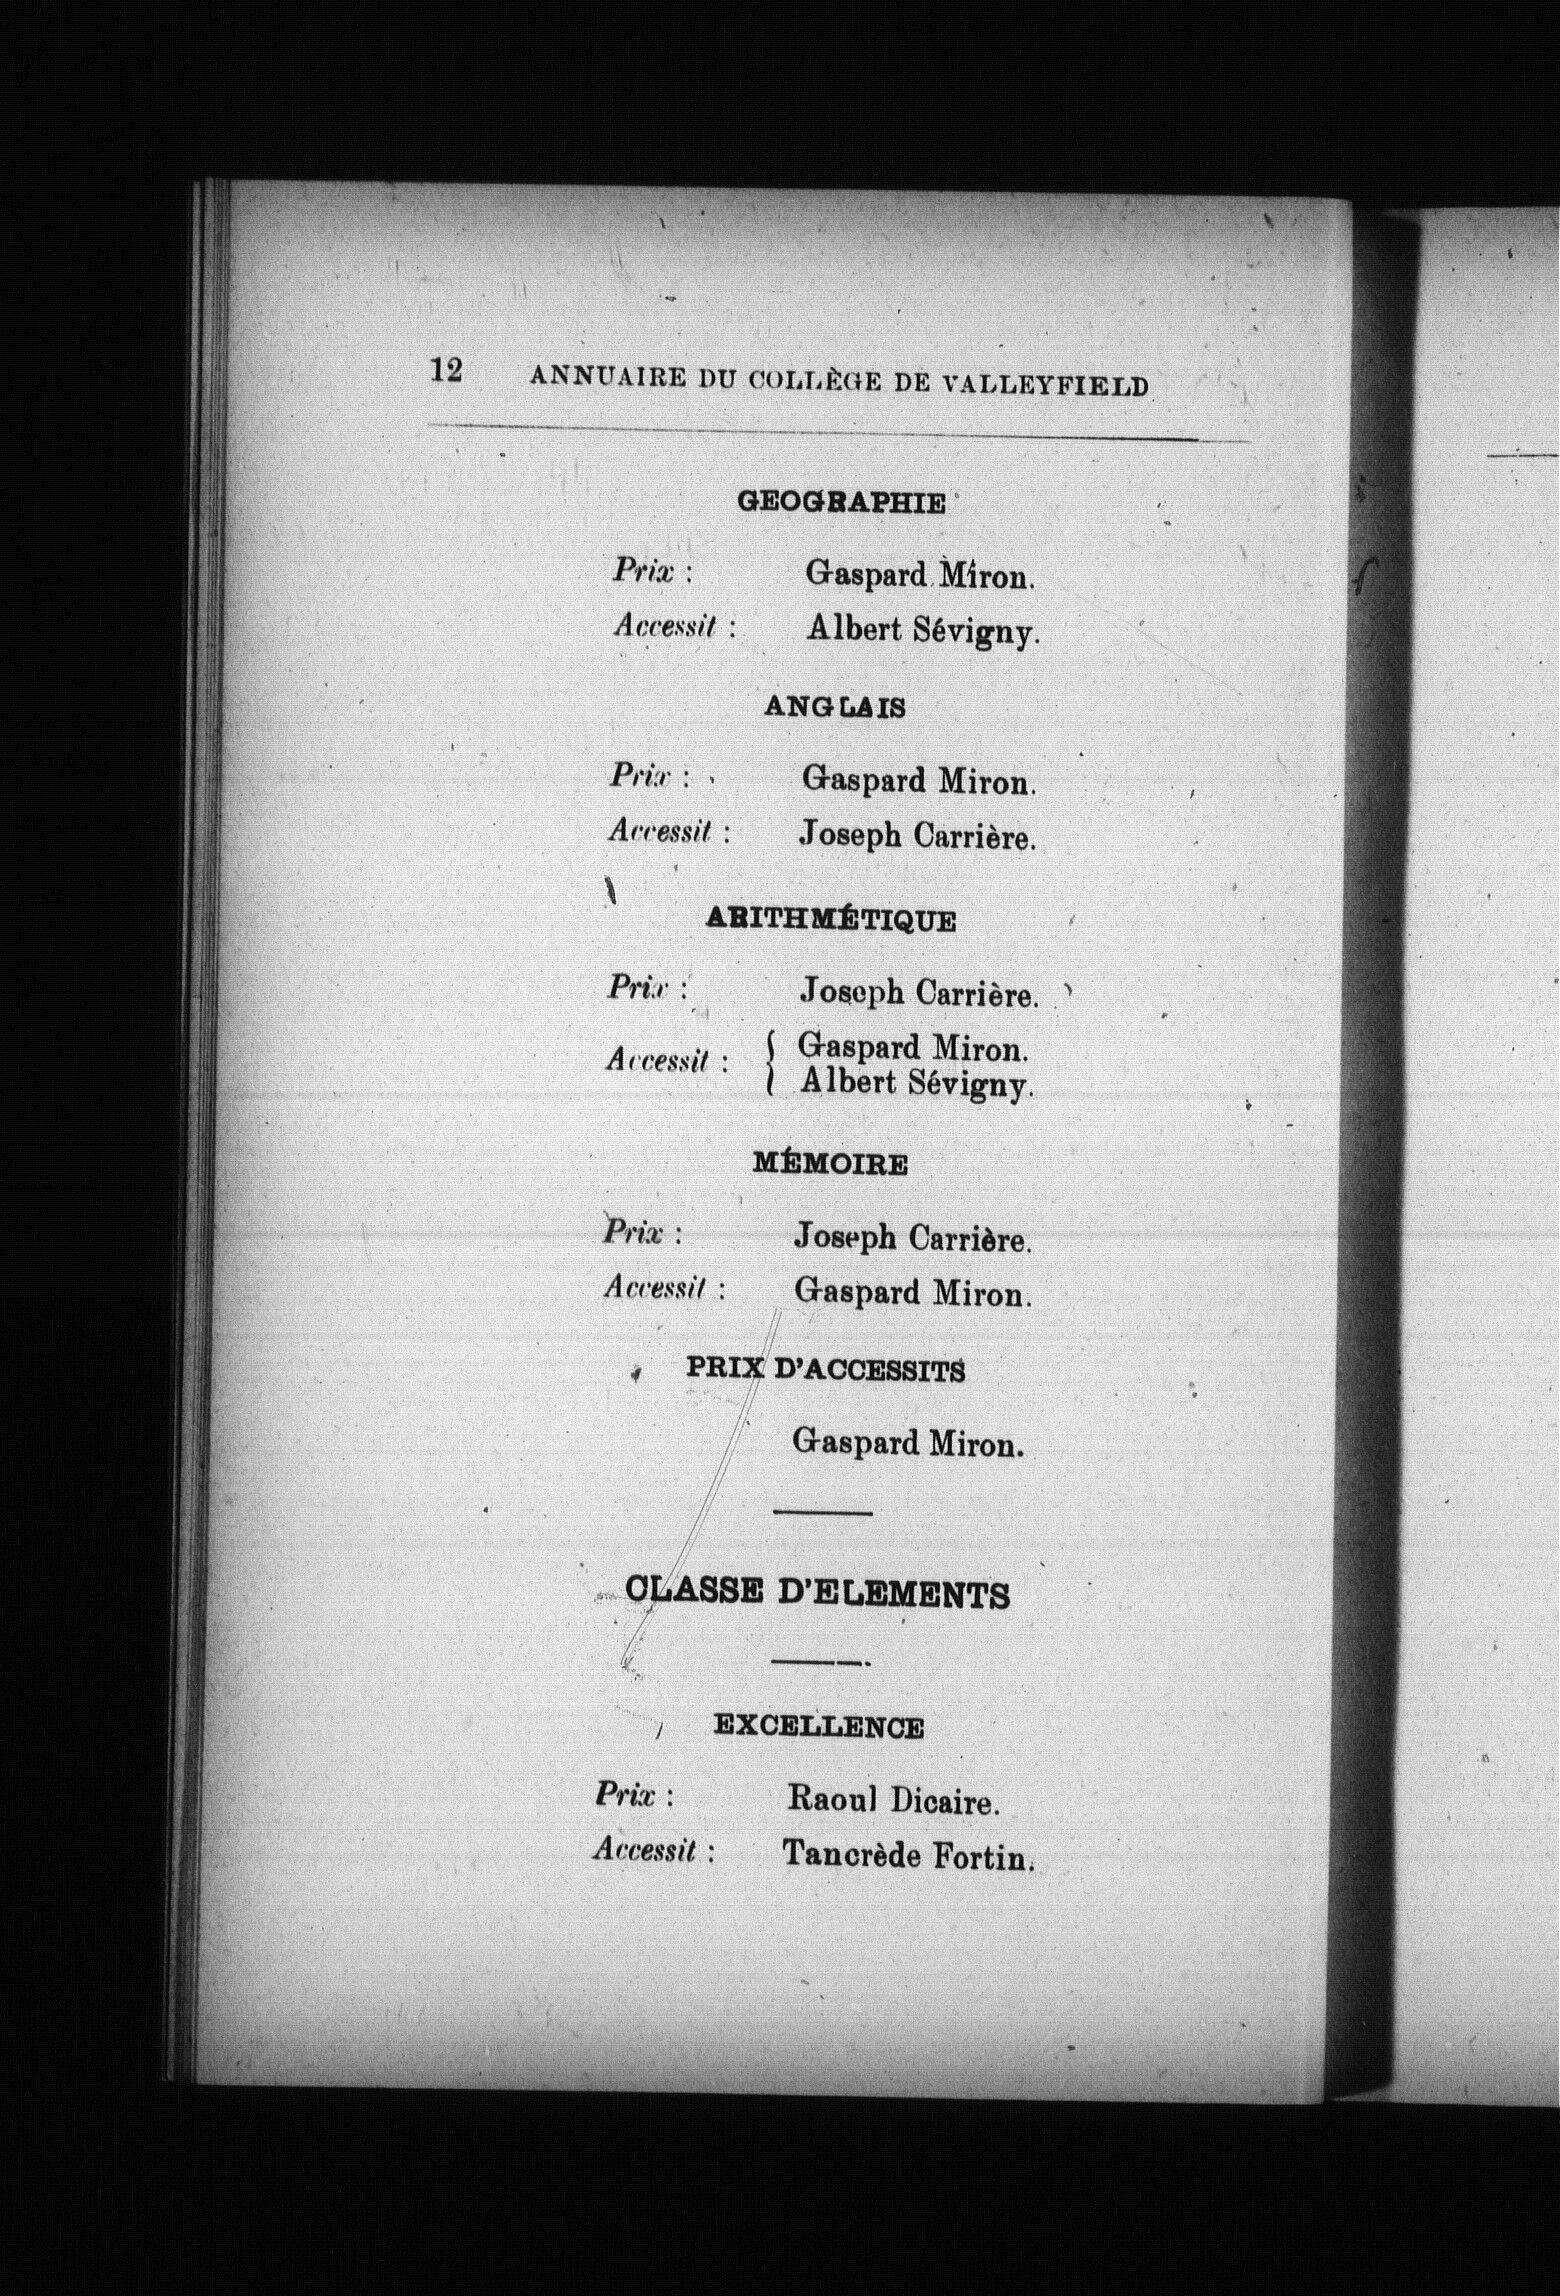 12 ANNUAIRE DU COLLÈGE DE VALLEYFIELD
GEOGRAPHIE
Prix : Gaspard Miron.
Accessit : Albert Sévigny.
ANGLAIS
Prix : Gaspard Miron.
Accessit : Joseph Carrière.
ARITHMÉTIQUE
Prix : Joseph Carrière.
Accessit : { Gaspard Miron.
Albert Sévigny.
MÉMOIRE
Prix : Joseph Carrière.
Accessit : Gaspard Miron.
PRIX D'ACCESSITS
Gaspard Miron.
CLASSE D'ELEMENTS
EXCELLENCE
Prix : Raoul Dicaire.
Accessit : Tancrède Fortin.